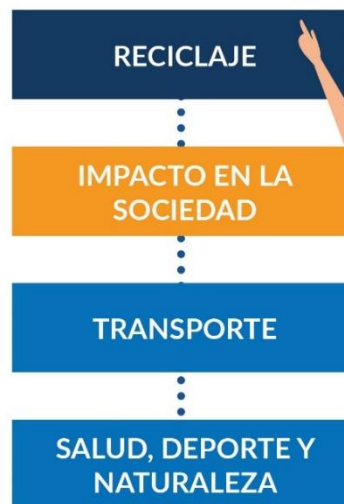 RECICLAJE
IMPACTO EN LA
SOCIEDAD
TRANSPORTE
SALUD, DEPORTE Y
NATURALEZA